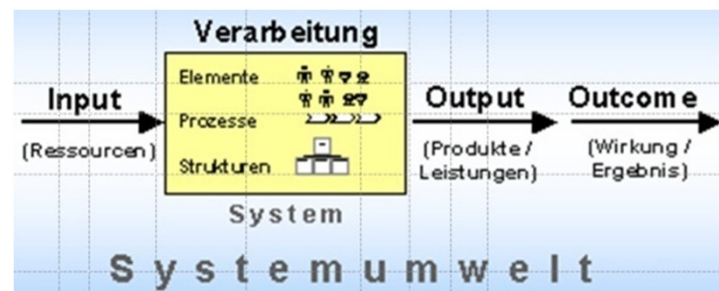 Verarbeitung
Elemente
Input
Output
Outcome
Prozesse
(Ressourcen)
(Produkte /
Leistungen)
(Wirkung /
Ergebnis)
Strukturen
System
Systemumwelt